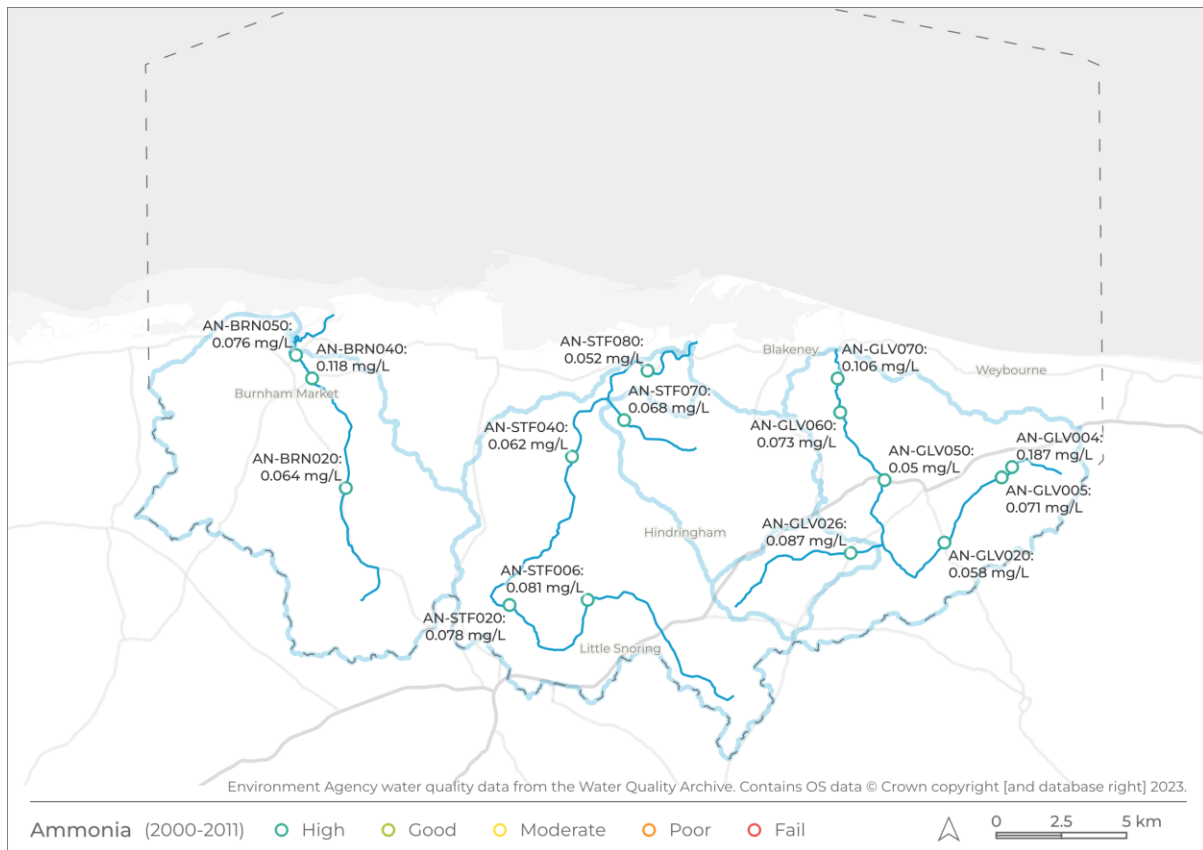 AN-BRN050:
0.076 mg/L
AN-BRN040:
0.118 mg/L
Burnham Market
AN-BRN020:
0.064 mg/L
AN-STF080:
0.052 mg/L
AN-STF070:
0.068 mg/L
AN-STF040:
0.062 mg/L
AN-STF006:
0.081 mg/L
AN-STF020:
0.078 mg/L
Little Snoring
Hindringham
Blakeney
AN-GLV070:
0.106 mg/L
Weybourne
AN-GLV060:
0.073 mg/L
AN-GLV050:
0.05 mg/L
AN-GLV004:
0.187 mg/L
AN-GLV005:
0.071 mg/L
AN-GLV026:
0.087 mg/L
AN-GLV020:
0.058 mg/L
Environment Agency water quality data from the Water Quality Archive. Contains OS data © Crown copyright [and database right] 2023.
Ammonia (2000-2011) High Good Moderate Poor Fail
0 2.5 5 km